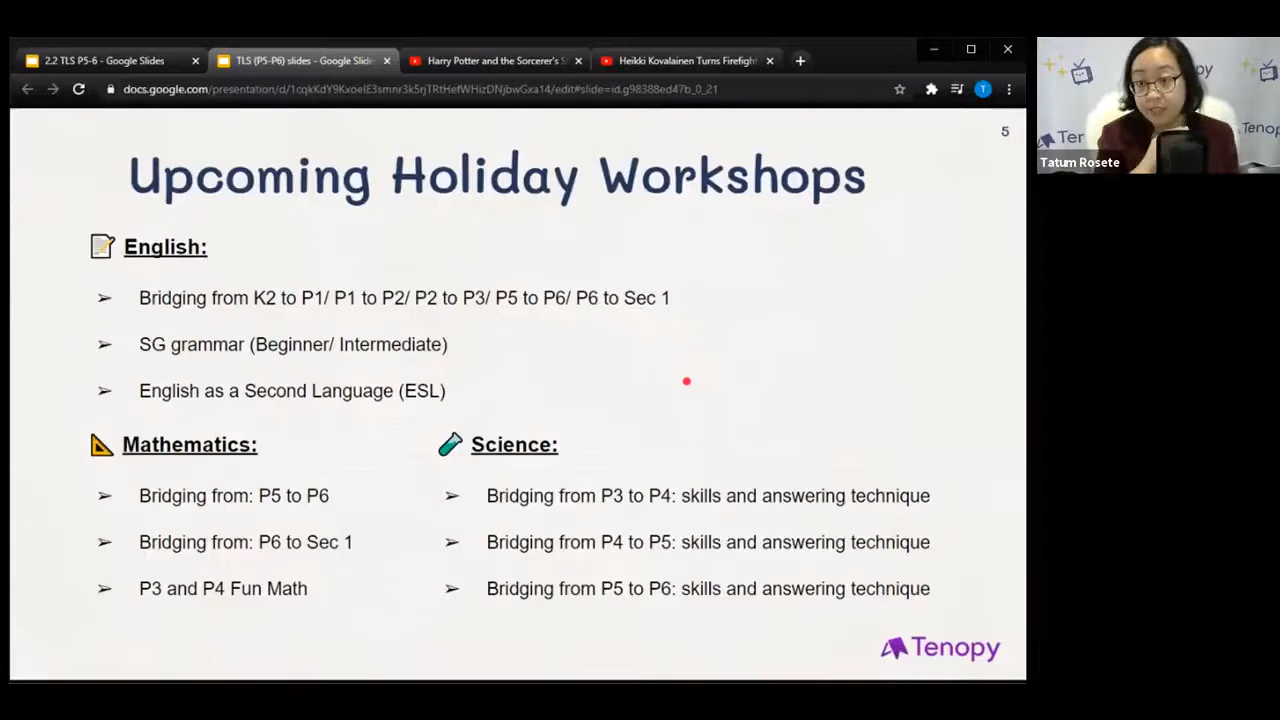 2.2 TLS P5-6 - Google Slides
TLS (P5-P6) slides - Google Slide
Harry Potter and the Sorcerer's S
Heikki Kovalainen Turns Firefight
docs.google.com/presentation/d/1cqkKdY9KxoelE3smnr3k5rjTRtHefWHizDNjbwGxa14/edit#slide=id.g98388ed47b_0_21
T
5
Upcoming Holiday Workshops
English:
➢ Bridging from K2 to P1/ P1 to P2/ P2 to P3/ P5 to P6/ P6 to Sec 1
➢ SG grammar (Beginner/ Intermediate)
➢ English as a Second Language (ESL)
Mathematics:
➢ Bridging from: P5 to P6
➢ Bridging from: P6 to Sec 1
➢ P3 and P4 Fun Math
Science:
➢ Bridging from P3 to P4: skills and answering technique
➢ Bridging from P4 to P5: skills and answering technique
➢ Bridging from P5 to P6: skills and answering technique
Tenopy
Tenop
Tatum Rosete